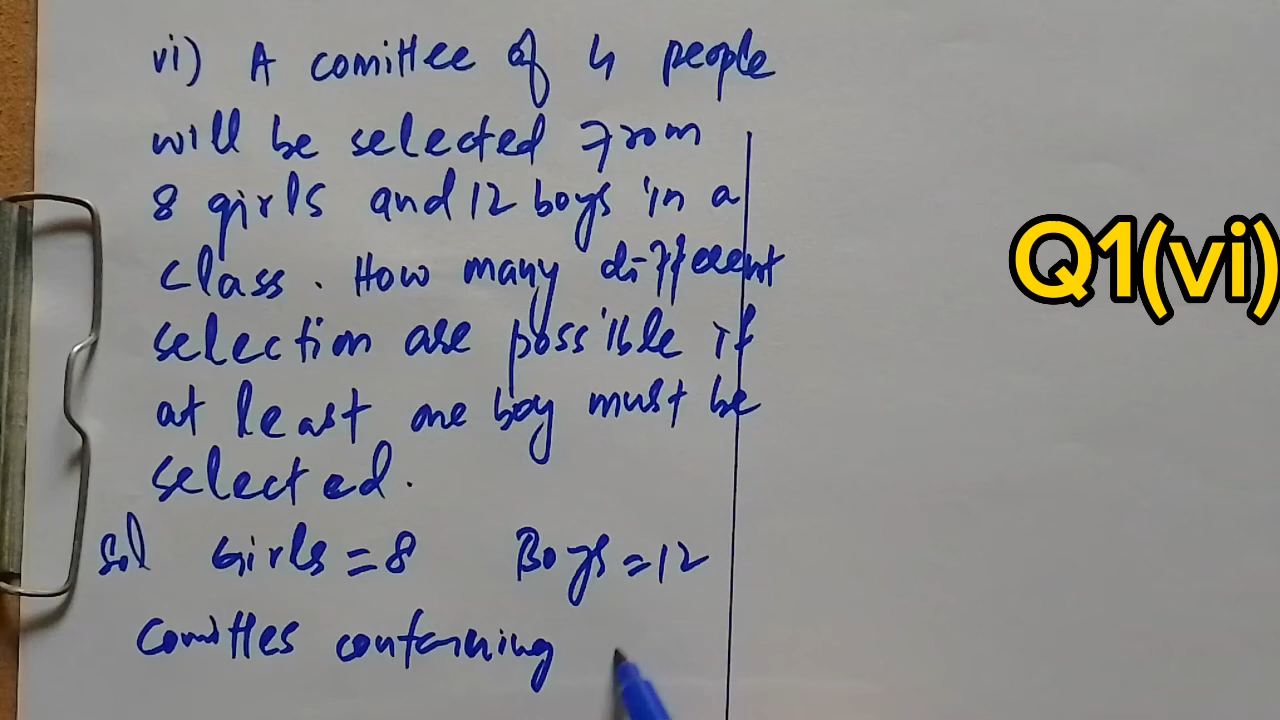 vi) A comittee of 4 people
will be selected from
8 girls and 12 boys in a
class. How many different
selection are possible if
at least one boy must be
selected.
Sol Girls = 8 Boys = 12
Comittes containing
Q1(vi)